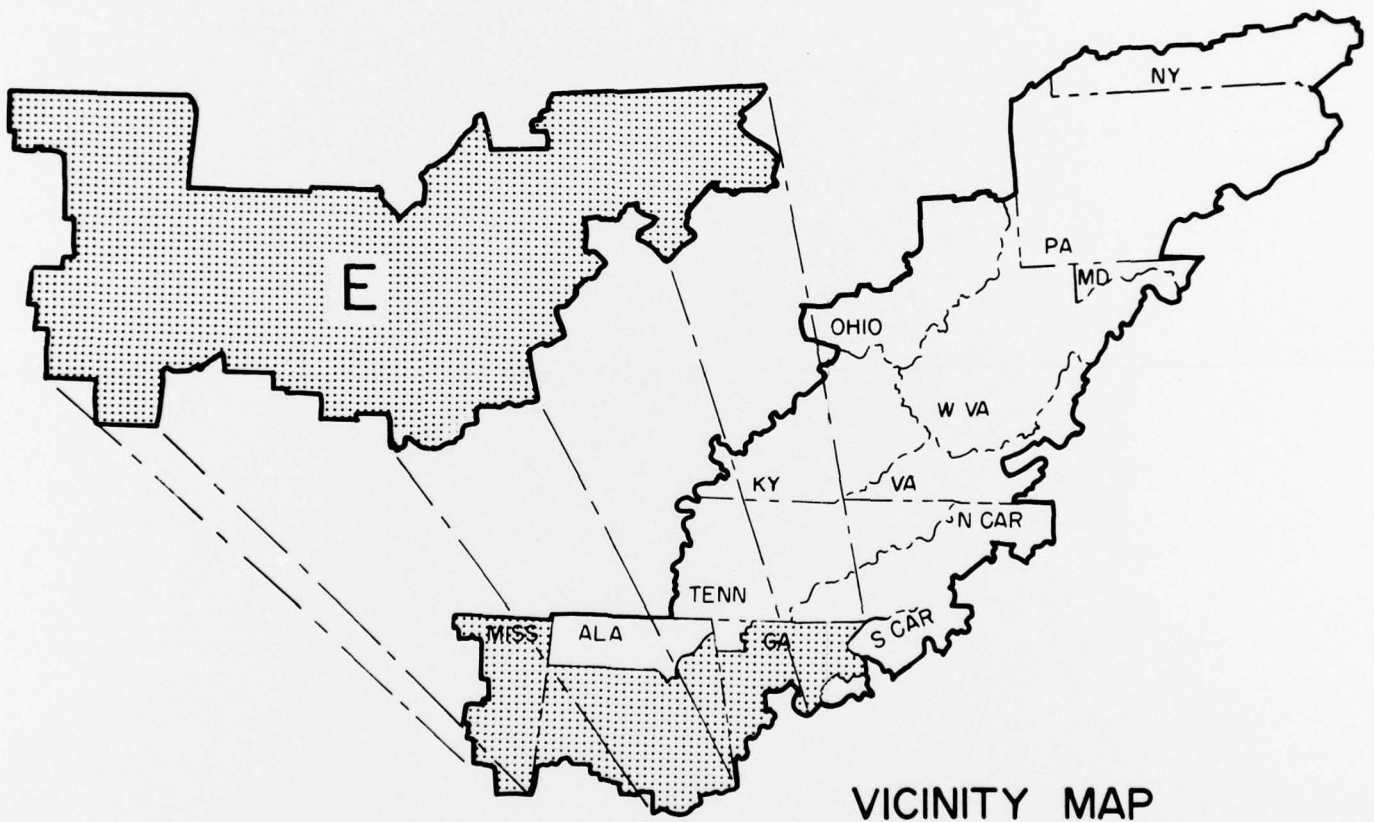 NY
E
PA
MD
OHIO
W VA
KY
VA
N CAR
TENN
MISS
ALA
GA
S CAR
VICINITY MAP